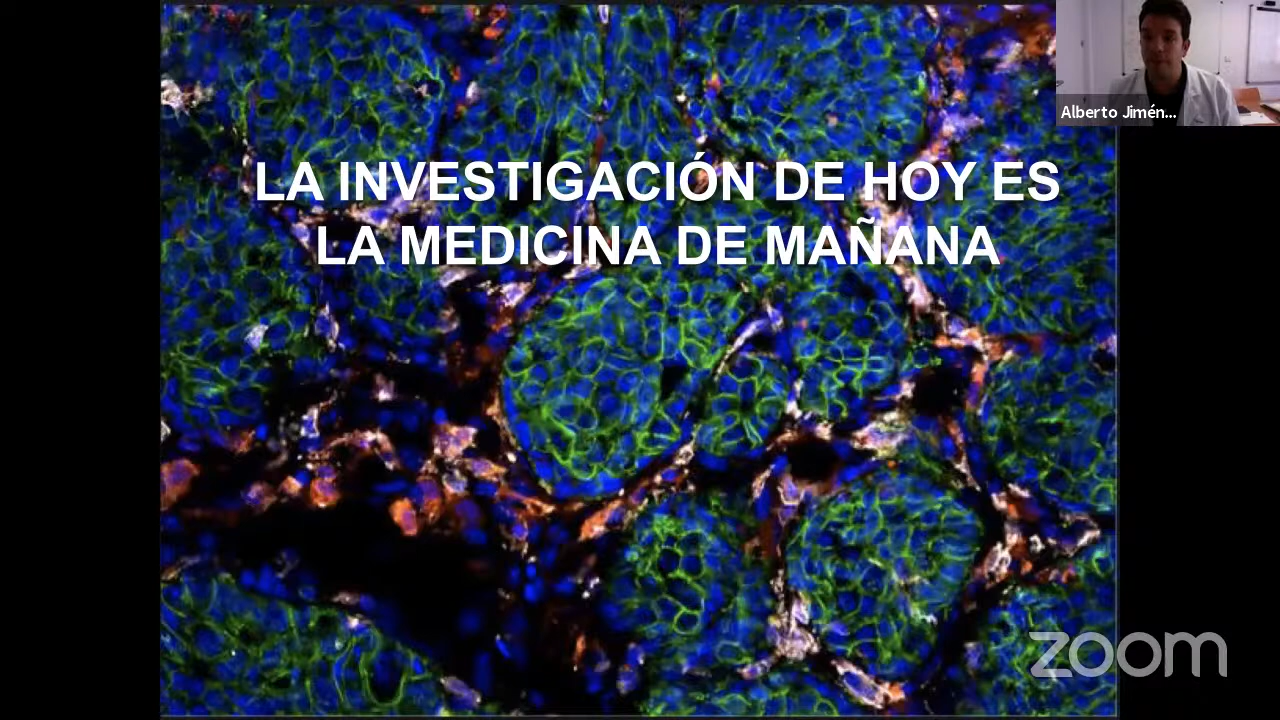 Alberto Jimén...
LA INVESTIGACIÓN DE HOY ES
LA MEDICINA DE MAÑANA
zoom